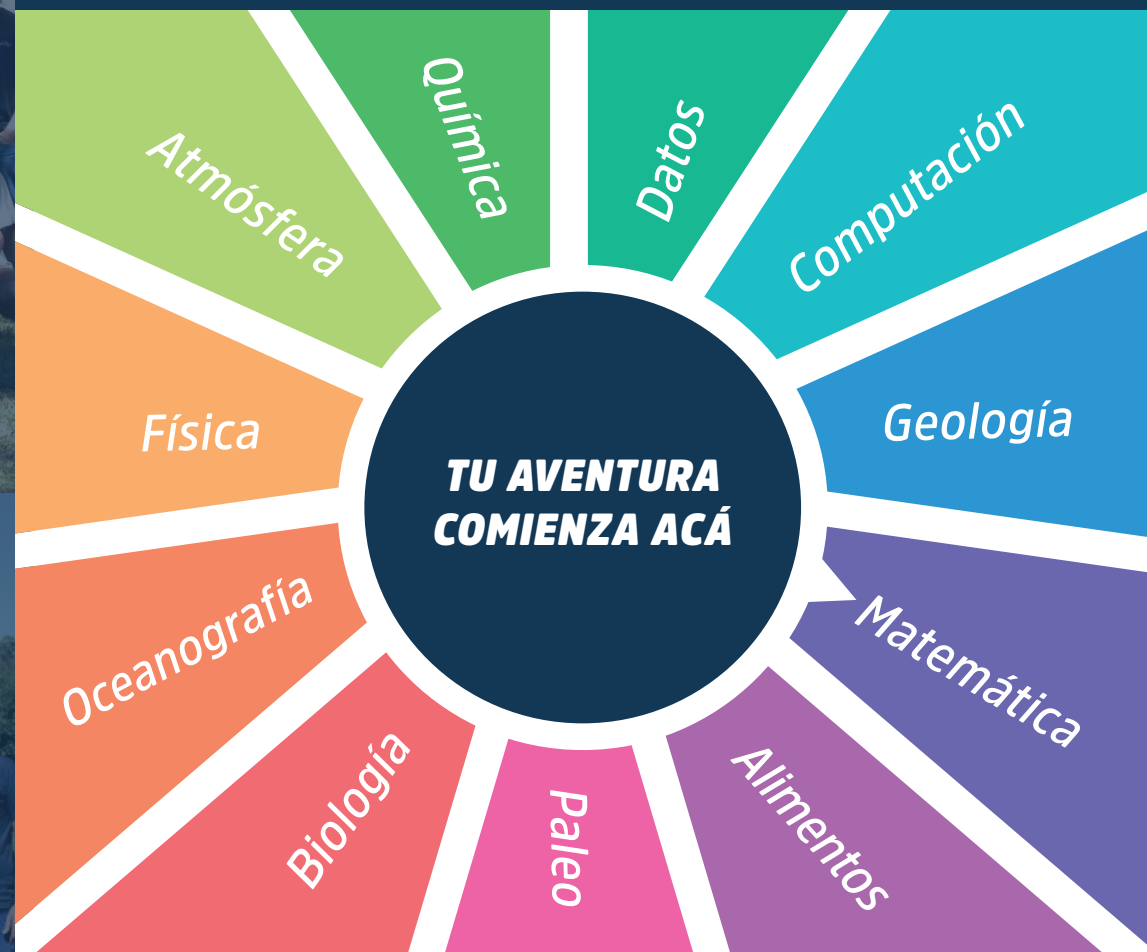 Química
Datos
Atmósfera
Computación
Física
Geología
TU AVENTURA
COMIENZA ACÁ
Oceanografía
Matemática
Biología
Paleo
Alimentos